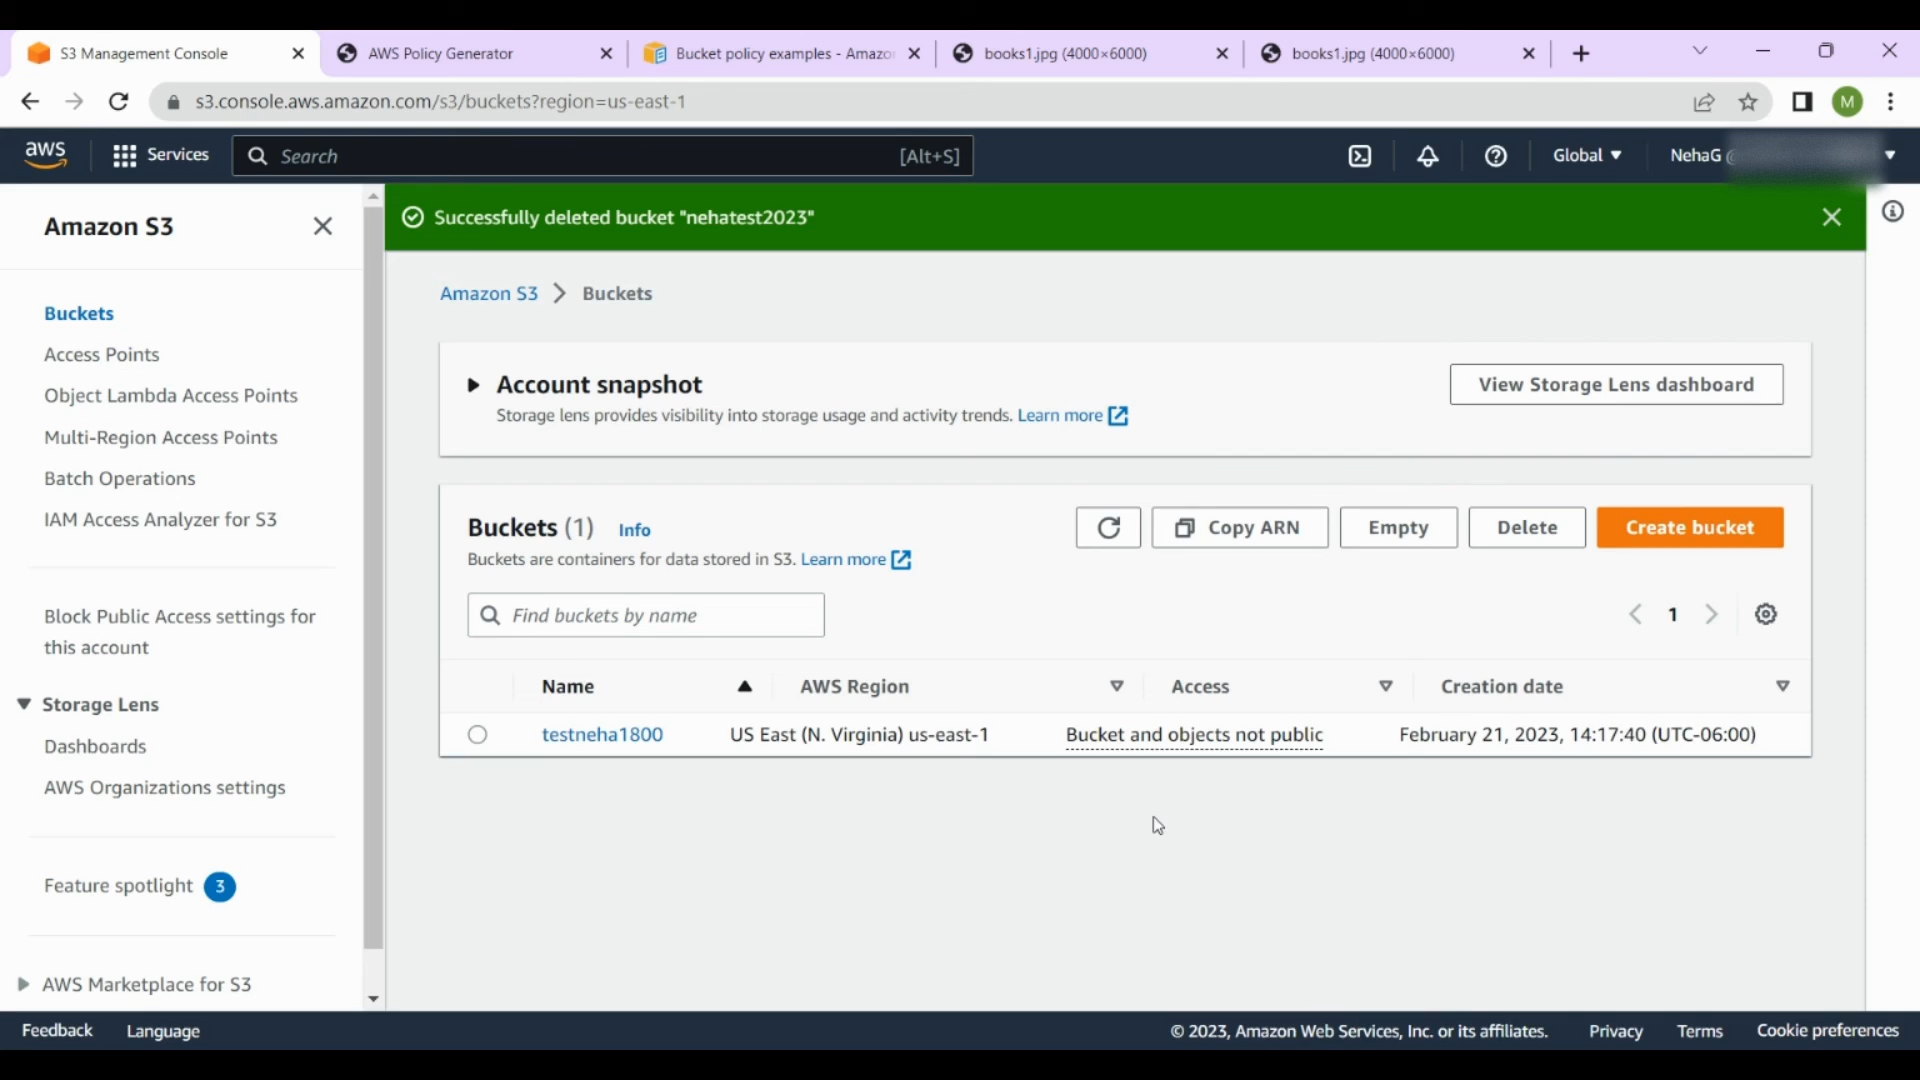 S3 Management Console
AWS Policy Generator
Bucket policy examples - Amazo
books1.jpg (4000×6000)
books1.jpg (4000×6000)
s3.console.aws.amazon.com/s3/buckets?region=us-east-1
M
aws
Services
Search
[Alt+S]
Global
NehaG @
Amazon S3
Buckets
Access Points
Object Lambda Access Points
Multi-Region Access Points
Batch Operations
IAM Access Analyzer for S3
Block Public Access settings for
this account
Storage Lens
Dashboards
AWS Organizations settings
Feature spotlight 3
AWS Marketplace for S3
Successfully deleted bucket "nehatest2023"
Amazon S3 > Buckets
Account snapshot
Storage lens provides visibility into storage usage and activity trends. Learn more
View Storage Lens dashboard
Buckets (1) Info
Buckets are containers for data stored in S3. Learn more
Copy ARN
Empty
Delete
Create bucket
Find buckets by name
1
Name AWS Region Access Creation date
testneha1800 US East (N. Virginia) us-east-1 Bucket and objects not public February 21, 2023, 14:17:40 (UTC-06:00)
Feedback Language © 2023, Amazon Web Services, Inc. or its affiliates. Privacy Terms Cookie preferences